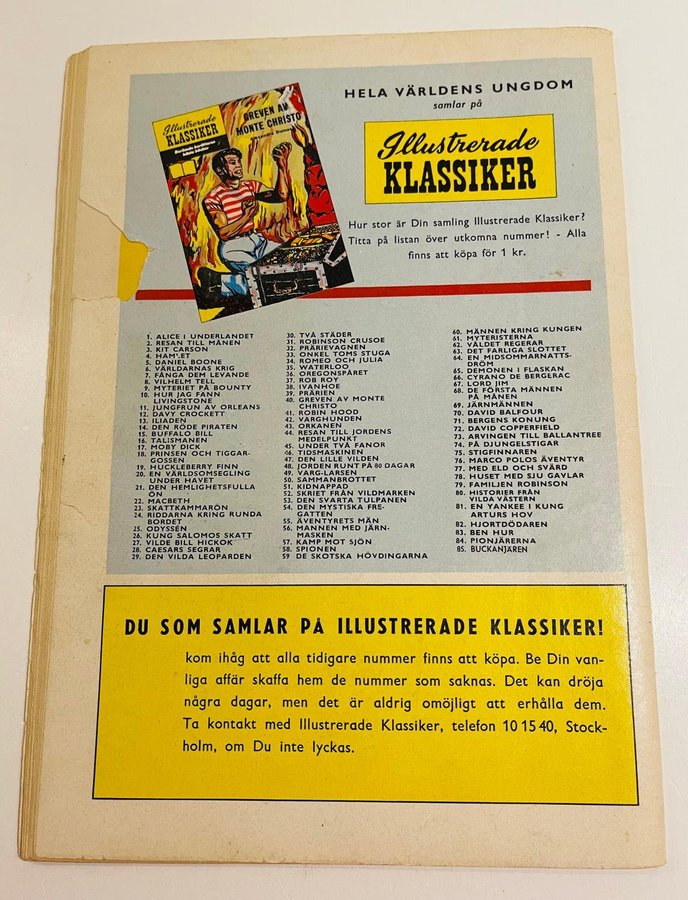 Illustrerade
KLASSIKER
GREVEN AV
MONTE CHRISTO
HELA VÄRLDENS UNGDOM
samlar på
Illustrerade
KLASSIKER
Hur stor är Din samling Illustrerade Klassiker?
Titta på listan över utkomna nummer! - Alla
finns att köpa för 1 kr.
1. ALICE I UNDERLANDET
2. RESAN TILL MÅNEN
3. KIT CARSON
4. HAMLET
5. DANIEL BOONE
6. VÄRLDARNAS KRIG
7. FÅNGA DEM LEVANDE
8. VILHELM TELL
9. MYTERIET PÅ BOUNTY
10. HUR JAG FANN
LIVINGSTONE
11. JUNGFRUN AV ORLEANS
12. DAVY CROCKETT
13. ILIADEN
14. DEN RÖDE PIRATEN
15. BUFFALO BILL
16. TALISMANEN
17. MOBY DICK
18. PRINSEN OCH TIGGAR-
GOSSEN
19. HUCKLEBERRY FINN
20. EN VÄRLDSOMSEGLING
UNDER HAVET
21. DEN HEMLIGHETSFULLA
ÖN
22. MACBETH
23. SKATTKAMMARÖN
24. RIDDARNA KRING RUNDA
BORDET
25. ODYSSÉN
26. KUNG SALOMOS SKATT
27. VILDE BILL HICKOK
28. CAESARS SEGRAR
29. DEN VILDA LEOPARDEN
30. TVÅ STÄDER
31. ROBINSON CRUSOE
32. PRÄRIEVAGNEN
33. ONKEL TOMS STUGA
34. ROMEO OCH JULIA
35. WATERLOO
36. OREGONSPÅRET
37. ROB ROY
38. IVANHOE
39. PRÄRIEN
40. GREVEN AV MONTE
CHRISTO
41. ROBIN HOOD
42. VARGHUNDEN
43. ORKANEN
44. RESAN TILL JORDENS
MEDELPUNKT
45. UNDER TVÅ FANOR
46. TIDSMASKINEN
47. DEN LILLE VILDEN
48. JORDEN RUNT PÅ 80 DAGAR
49. VARG-LARSEN
50. SAMMANBROTTET
51. KIDNAPPAD
52. SKRIET FRÅN VILDMARKEN
53. DEN SVARTA TULPANEN
54. DEN MYSTISKA FRE-
GATTEN
55. ÄVENTYRETS MÄN
56. MANNEN MED JÄRN-
MASKEN
57. KAMP MOT SJÖN
58. SPIONEN
59 DE SKOTSKA HÖVDINGARNA
60. MÄNNEN KRING KUNGEN
61. MYTERISTERNA
62. VÅLDET REGERAR
63. DET FARLIGA SLOTTET
64. EN MIDSOMMARNATTS-
DRÖM
65. DEMONEN I FLASKAN
66. CYRANO DE BERGERAC
67. LORD JIM
68. DE FÖRSTA MÄNNEN
PÅ MÅNEN
69. JÄRNMÄNNEN
70. DAVID BALFOUR
71. BERGENS KONUNG
72. DAVID COPPERFIELD
73. ARVINGEN TILL BALLANTREE
74. PÅ DJUNGELSTIGAR
75. STIGFINNAREN
76. MARCO POLOS ÄVENTYR
77. MED ELD OCH SVÄRD
78. HUSET MED SJU GAVLAR
79. FAMILJEN ROBINSON
80. HISTORIER FRÅN
VILDA VÄSTERN
81. EN YANKEE I KUNG
ARTURS HOV
82. HJORTDÖDAREN
83. BEN HUR
84. PIONJÄRERNA
85. BUCKANJÄREN
DU SOM SAMLAR PÅ ILLUSTRERADE KLASSIKER!
kom ihåg att alla tidigare nummer finns att köpa. Be Din van-
liga affär skaffa hem de nummer som saknas. Det kan dröja
några dagar, men det är aldrig omöjligt att erhålla dem.
Ta kontakt med Illustrerade Klassiker, telefon 10 15 40, Stock-
holm, om Du inte lyckas.